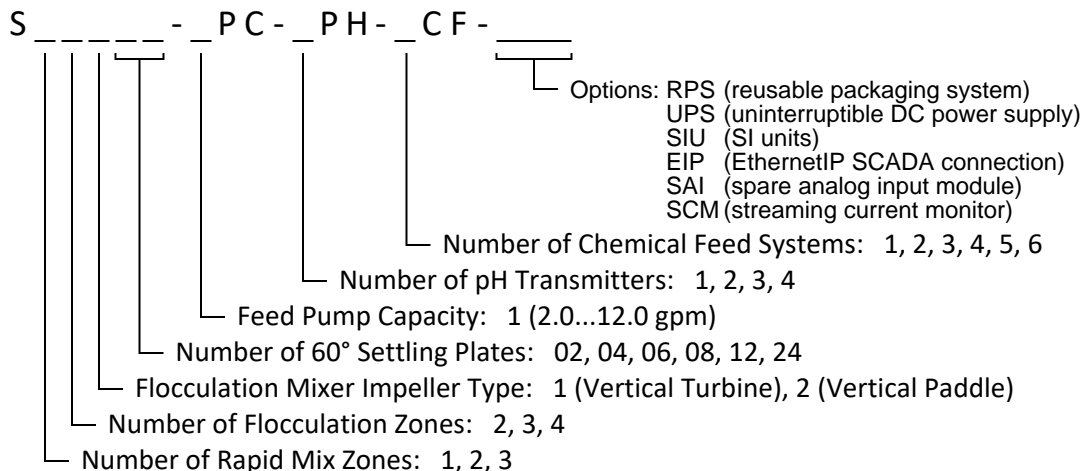 S _ _ _ _ _ - _ P C - _ P H - _ C F - ___
Options: RPS (reusable packaging system)
UPS (uninterruptible DC power supply)
SIU (SI units)
EIP (EthernetIP SCADA connection)
SAI (spare analog input module)
SCM (streaming current monitor)
Number of Chemical Feed Systems: 1, 2, 3, 4, 5, 6
Number of pH Transmitters: 1, 2, 3, 4
Feed Pump Capacity: 1 (2.0...12.0 gpm)
Number of 60° Settling Plates: 02, 04, 06, 08, 12, 24
Flocculation Mixer Impeller Type: 1 (Vertical Turbine), 2 (Vertical Paddle)
Number of Flocculation Zones: 2, 3, 4
Number of Rapid Mix Zones: 1, 2, 3